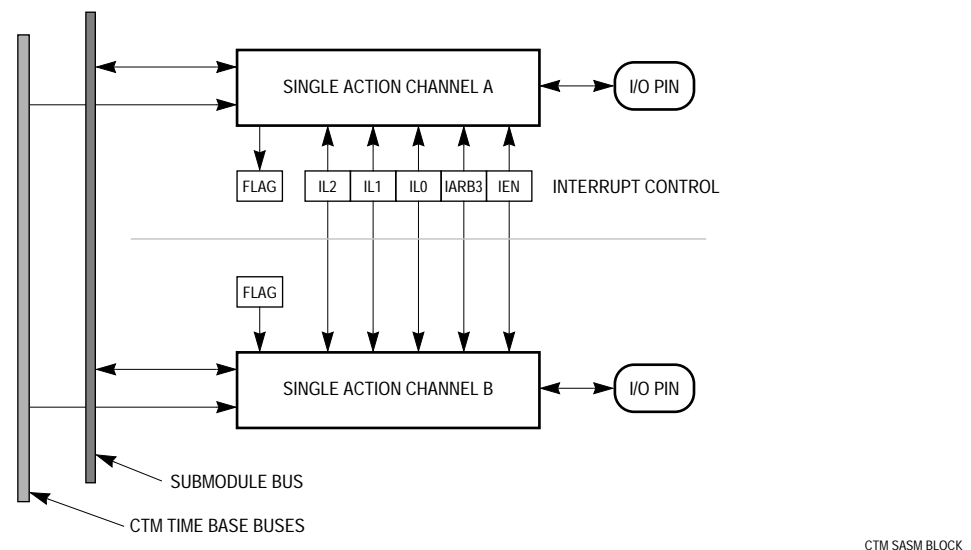 SINGLE ACTION CHANNEL A
I/O PIN
FLAG
IL2
IL1
IL0
IARB3
IEN
INTERRUPT CONTROL
FLAG
SINGLE ACTION CHANNEL B
I/O PIN
SUBMODULE BUS
CTM TIME BASE BUSES
CTM SASM BLOCK